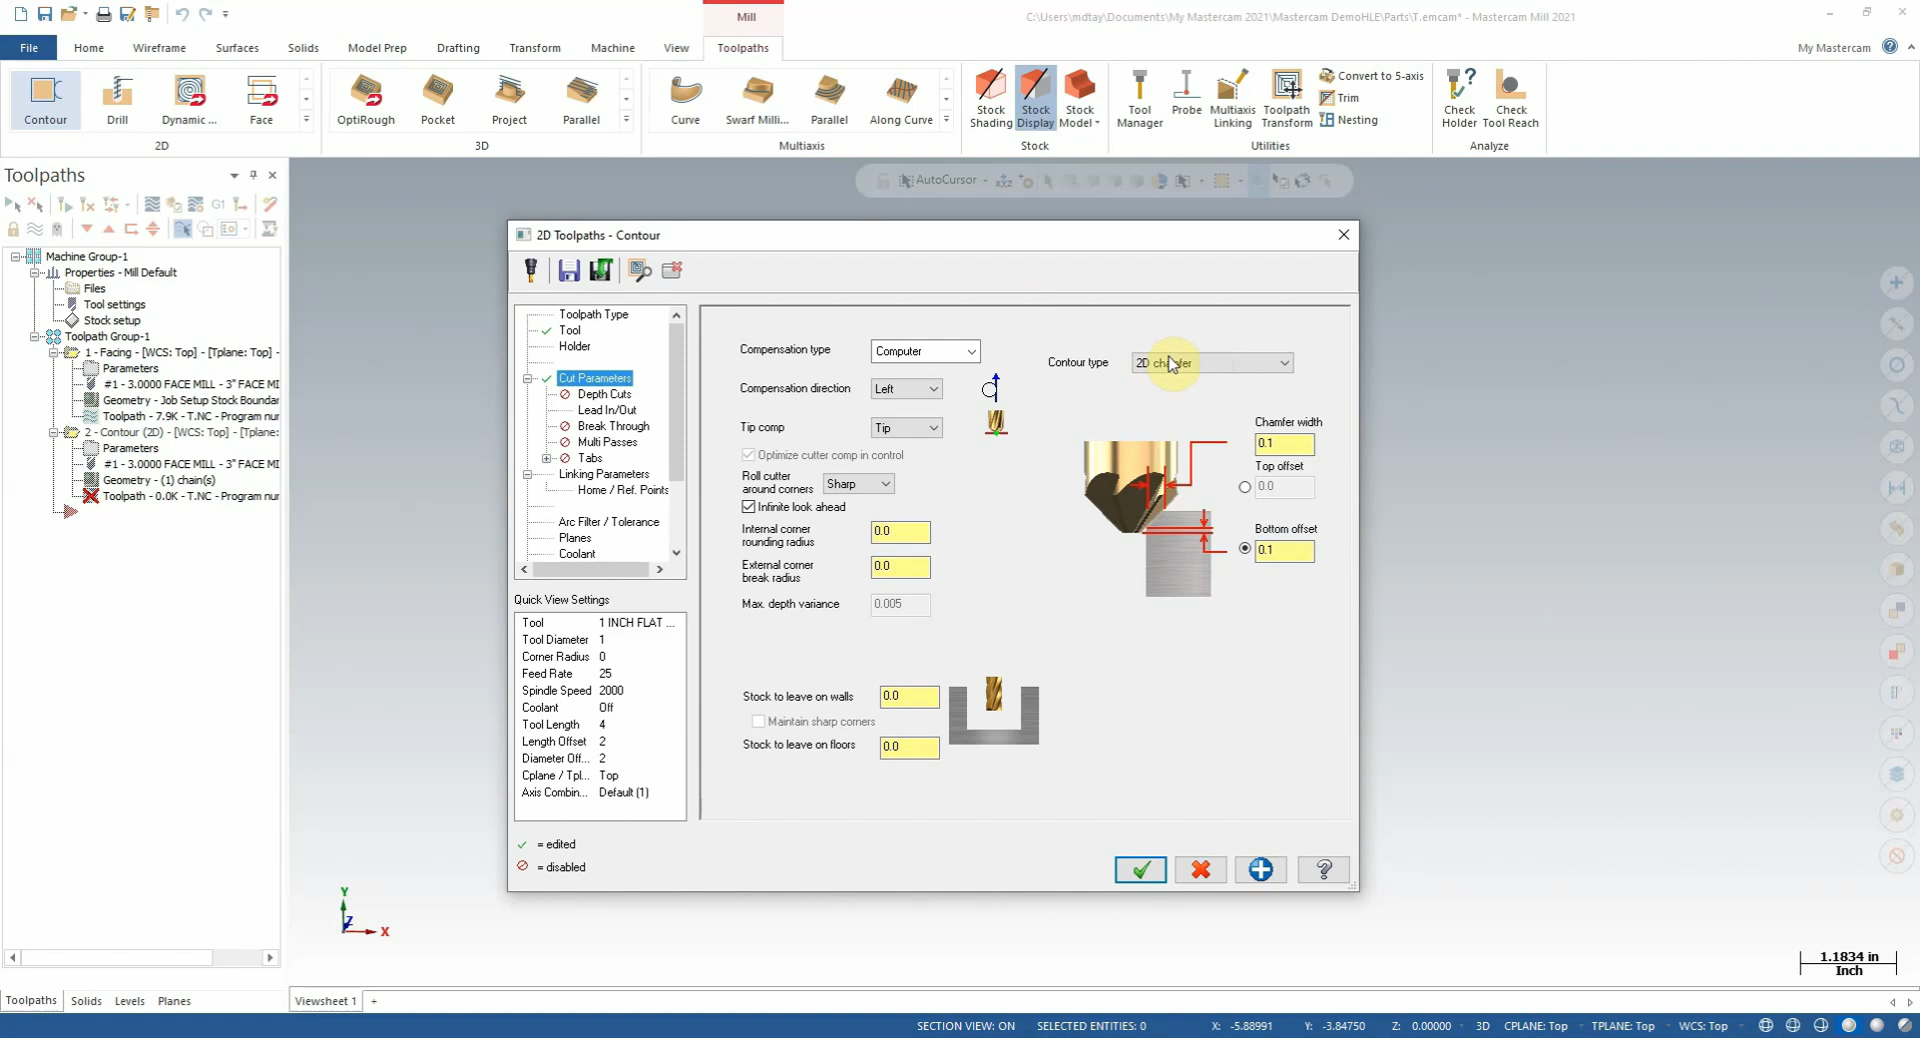 Mill
C:\Users\mdtay\Documents\My Mastercam 2021\Mastercam DemoHLE\Parts\T.emcam* - Mastercam Mill 2021
File Home Wireframe Surfaces Solids Model Prep Drafting Transform Machine View Toolpaths My Mastercam
Contour Drill Dynamic ... Face OptiRough Pocket Project Parallel Curve Swarf Milli... Parallel Along Curve
Stock Shading Stock Display Stock Model Tool Manager Probe Multiaxis Linking Toolpath Transform
Convert to 5-axis
Trim
Nesting
Check Holder Check Tool Reach
2D 3D Multiaxis Stock Utilities Analyze
Toolpaths
AutoCursor
G1
Machine Group-1
Properties - Mill Default
Files
Tool settings
Stock setup
Toolpath Group-1
1 - Facing - [WCS: Top] - [Tplane: Top] -
Parameters
#1 - 3.0000 FACE MILL - 3" FACE MI
Geometry - Job Setup Stock Boundar
Toolpath - 7.9K - T.NC - Program nur
2 - Contour (2D) - [WCS: Top] - [Tplane:
Parameters
#1 - 3.0000 FACE MILL - 3" FACE MI
Geometry - (1) chain(s)
Toolpath - 0.0K - T.NC - Program nur
2D Toolpaths - Contour
Toolpath Type
Tool
Holder
Cut Parameters
Depth Cuts
Lead In/Out
Break Through
Multi Passes
Tabs
Linking Parameters
Home / Ref. Points
Arc Filter / Tolerance
Planes
Coolant
Quick View Settings
Tool 1 INCH FLAT ...
Tool Diameter 1
Corner Radius 0
Feed Rate 25
Spindle Speed 2000
Coolant Off
Tool Length 4
Length Offset 2
Diameter Off... 2
Cplane / Tpl... Top
Axis Combin... Default (1)
= edited
= disabled
Compensation type Computer
Compensation direction Left
Tip comp Tip
Optimize cutter comp in control
Roll cutter
around corners Sharp
Infinite look ahead
Internal corner
rounding radius 0.0
External corner
break radius 0.0
Max. depth variance 0.005
Stock to leave on walls 0.0
Maintain sharp corners
Stock to leave on floors 0.0
Contour type 2D chamfer
Chamfer width
0.1
Top offset
0.0
Bottom offset
0.1
Y
Z
X
1.1834 in
Inch
Toolpaths Solids Levels Planes Viewsheet 1 +
SECTION VIEW: ON SELECTED ENTITIES: 0 X: -5.88991 Y: -3.84750 Z: 0.00000 3D CPLANE: Top TPLANE: Top WCS: Top